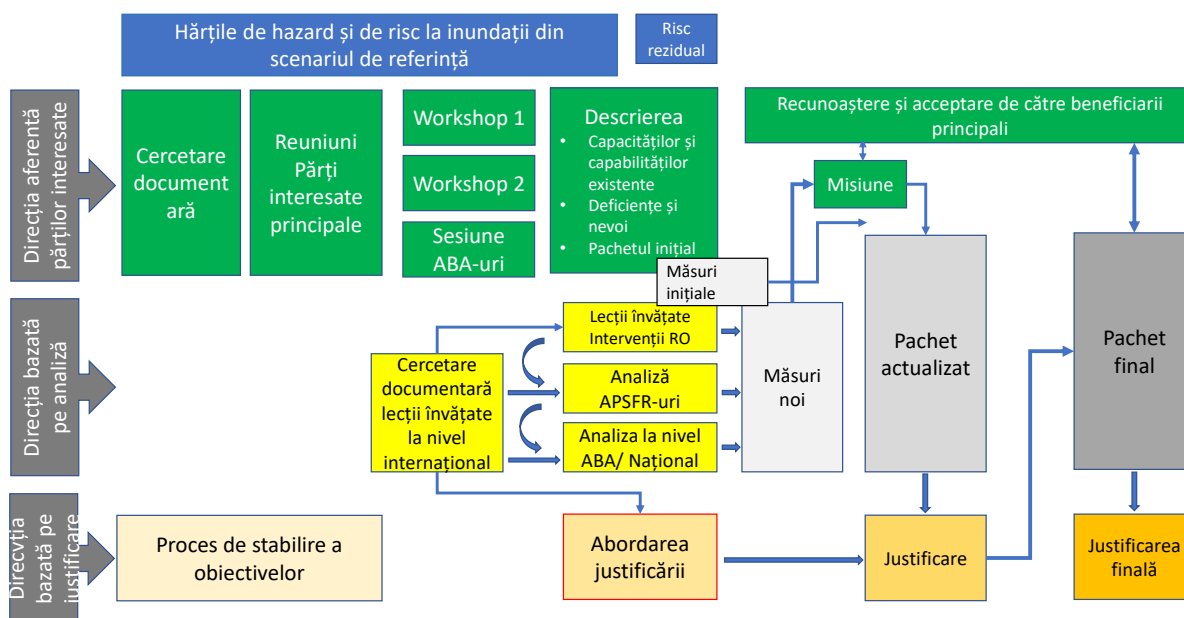 Hărțile de hazard și de risc la inundații din
scenariul de referință
Risc
rezidual
Direcția aferentă
părților interesate
Cercetare
document
ară
Reuniuni
Părți
interesate
principale
Workshop 1
Workshop 2
Sesiune
ABA-uri
Descrierea
• Capacităților și
capabilităților
existente
• Deficiențe și
nevoi
• Pachetul inițial
Recunoaștere și acceptare de către beneficiarii
principali
Misiune
Măsuri
inițiale
Direcția bazată
pe analiză
Cercetare
documentară
lecții învățate
la nivel
internațional
Lecții învățate
Intervenții RO
Analiză
APSFR-uri
Analiza la nivel
ABA/ Național
Măsuri
noi
Pachet
actualizat
Pachet
final
Direcvția
bazată pe
justificare
Proces de stabilire a
obiectivelor
Abordarea
justificării
Justificare
Justificarea
finală